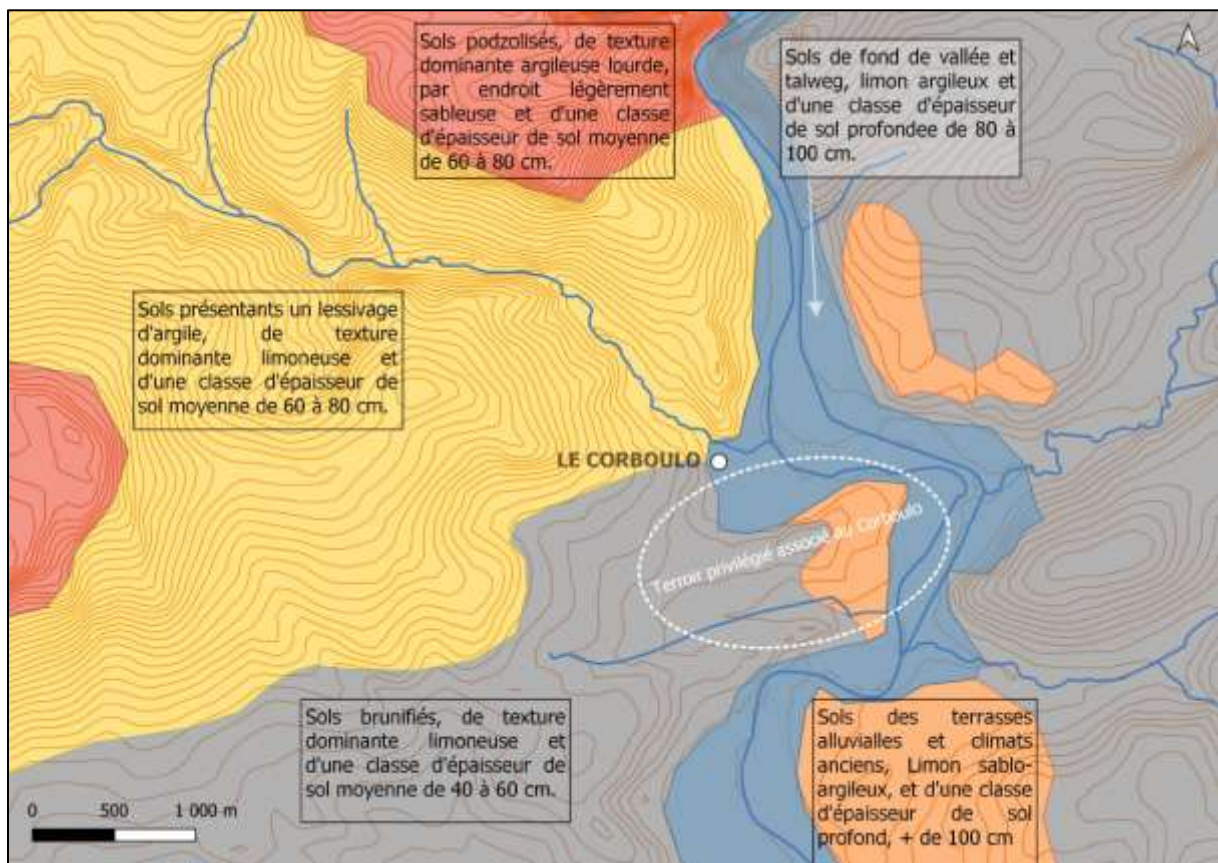 Sols podzolisés, de texture
dominante argileuse lourde,
par endroit légèrement
sableuse et d'une classe
d'épaisseur de sol moyenne
de 60 à 80 cm.
Sols de fond de vallée et
talweg, limon argileux et
d'une classe d'épaisseur
de sol profondee de 80 à
100 cm.
Sols présentants un lessivage
d'argile, de texture
dominante limoneuse et
d'une classe d'épaisseur de
sol moyenne de 60 à 80 cm.
LE CORBOULO
Terroir privilégié associé au Corboulo
Sols brunifiés, de texture
dominante limoneuse et
d'une classe d'épaisseur de
sol moyenne de 40 à 60 cm.
Sols des terrasses
alluvialles et climats
anciens, Limon sablo-
argileux, et d'une classe
d'épaisseur de sol
profond, + de 100 cm
0 500 1 000 m